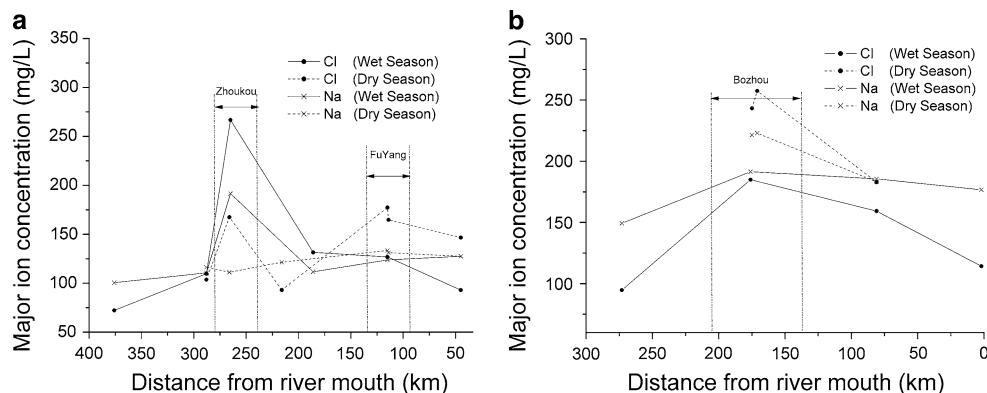 a
Major ion concentration (mg/L)
350
300
250
200
150
100
50
400
350
300
250
200
150
100
50
Distance from river mouth (km)
Zhoukou
FuYang
Cl (Wet Season)
Cl (Dry Season)
Na (Wet Season)
Na (Dry Season)
b
Major ion concentration (mg/L)
300
250
200
150
100
300
250
200
150
100
50
0
Distance from river mouth (km)
Bozhou
Cl (Wet Season)
Cl (Dry Season)
Na (Wet Season)
Na (Dry Season)